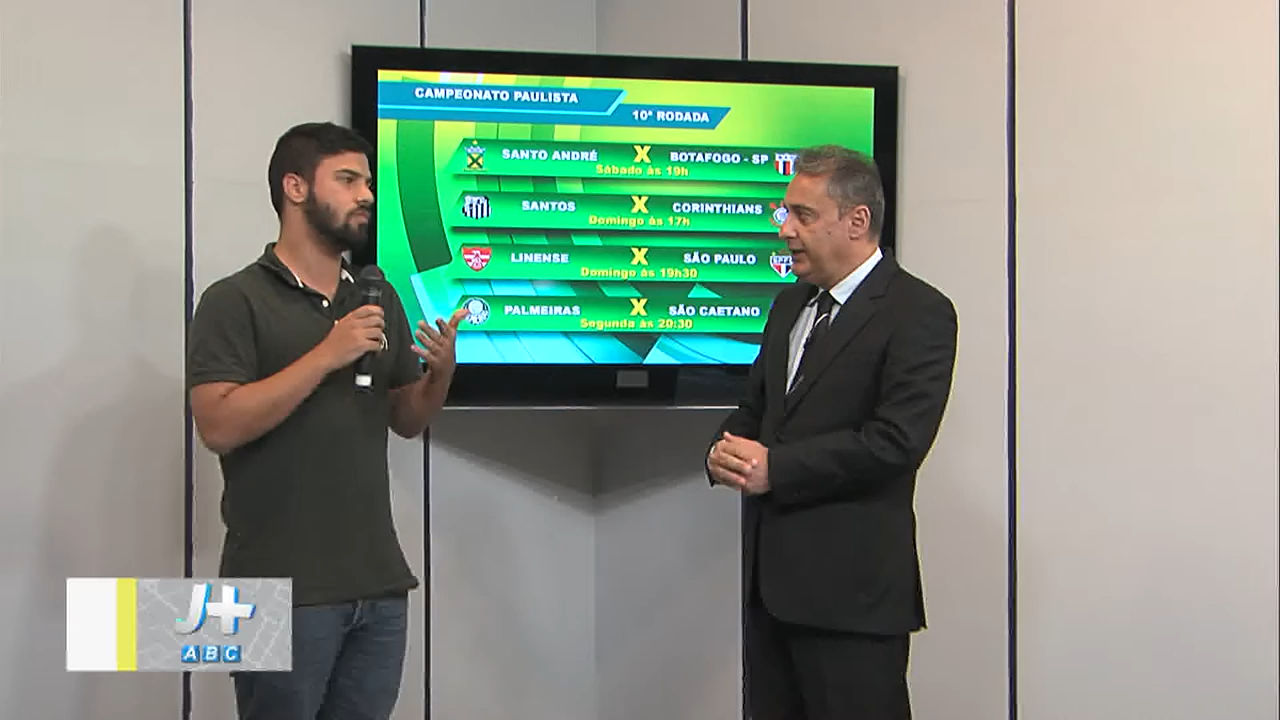 CAMPEONATO PAULISTA
10ª RODADA
SANTO ANDRÉ X BOTAFOGO - SP
Sábado às 19h
SANTOS X CORINTHIANS
Domingo às 17h
LINENSE X SÃO PAULO
Domingo às 19h30
PALMEIRAS X SÃO CAETANO
Segunda às 20:30
J+
ABC